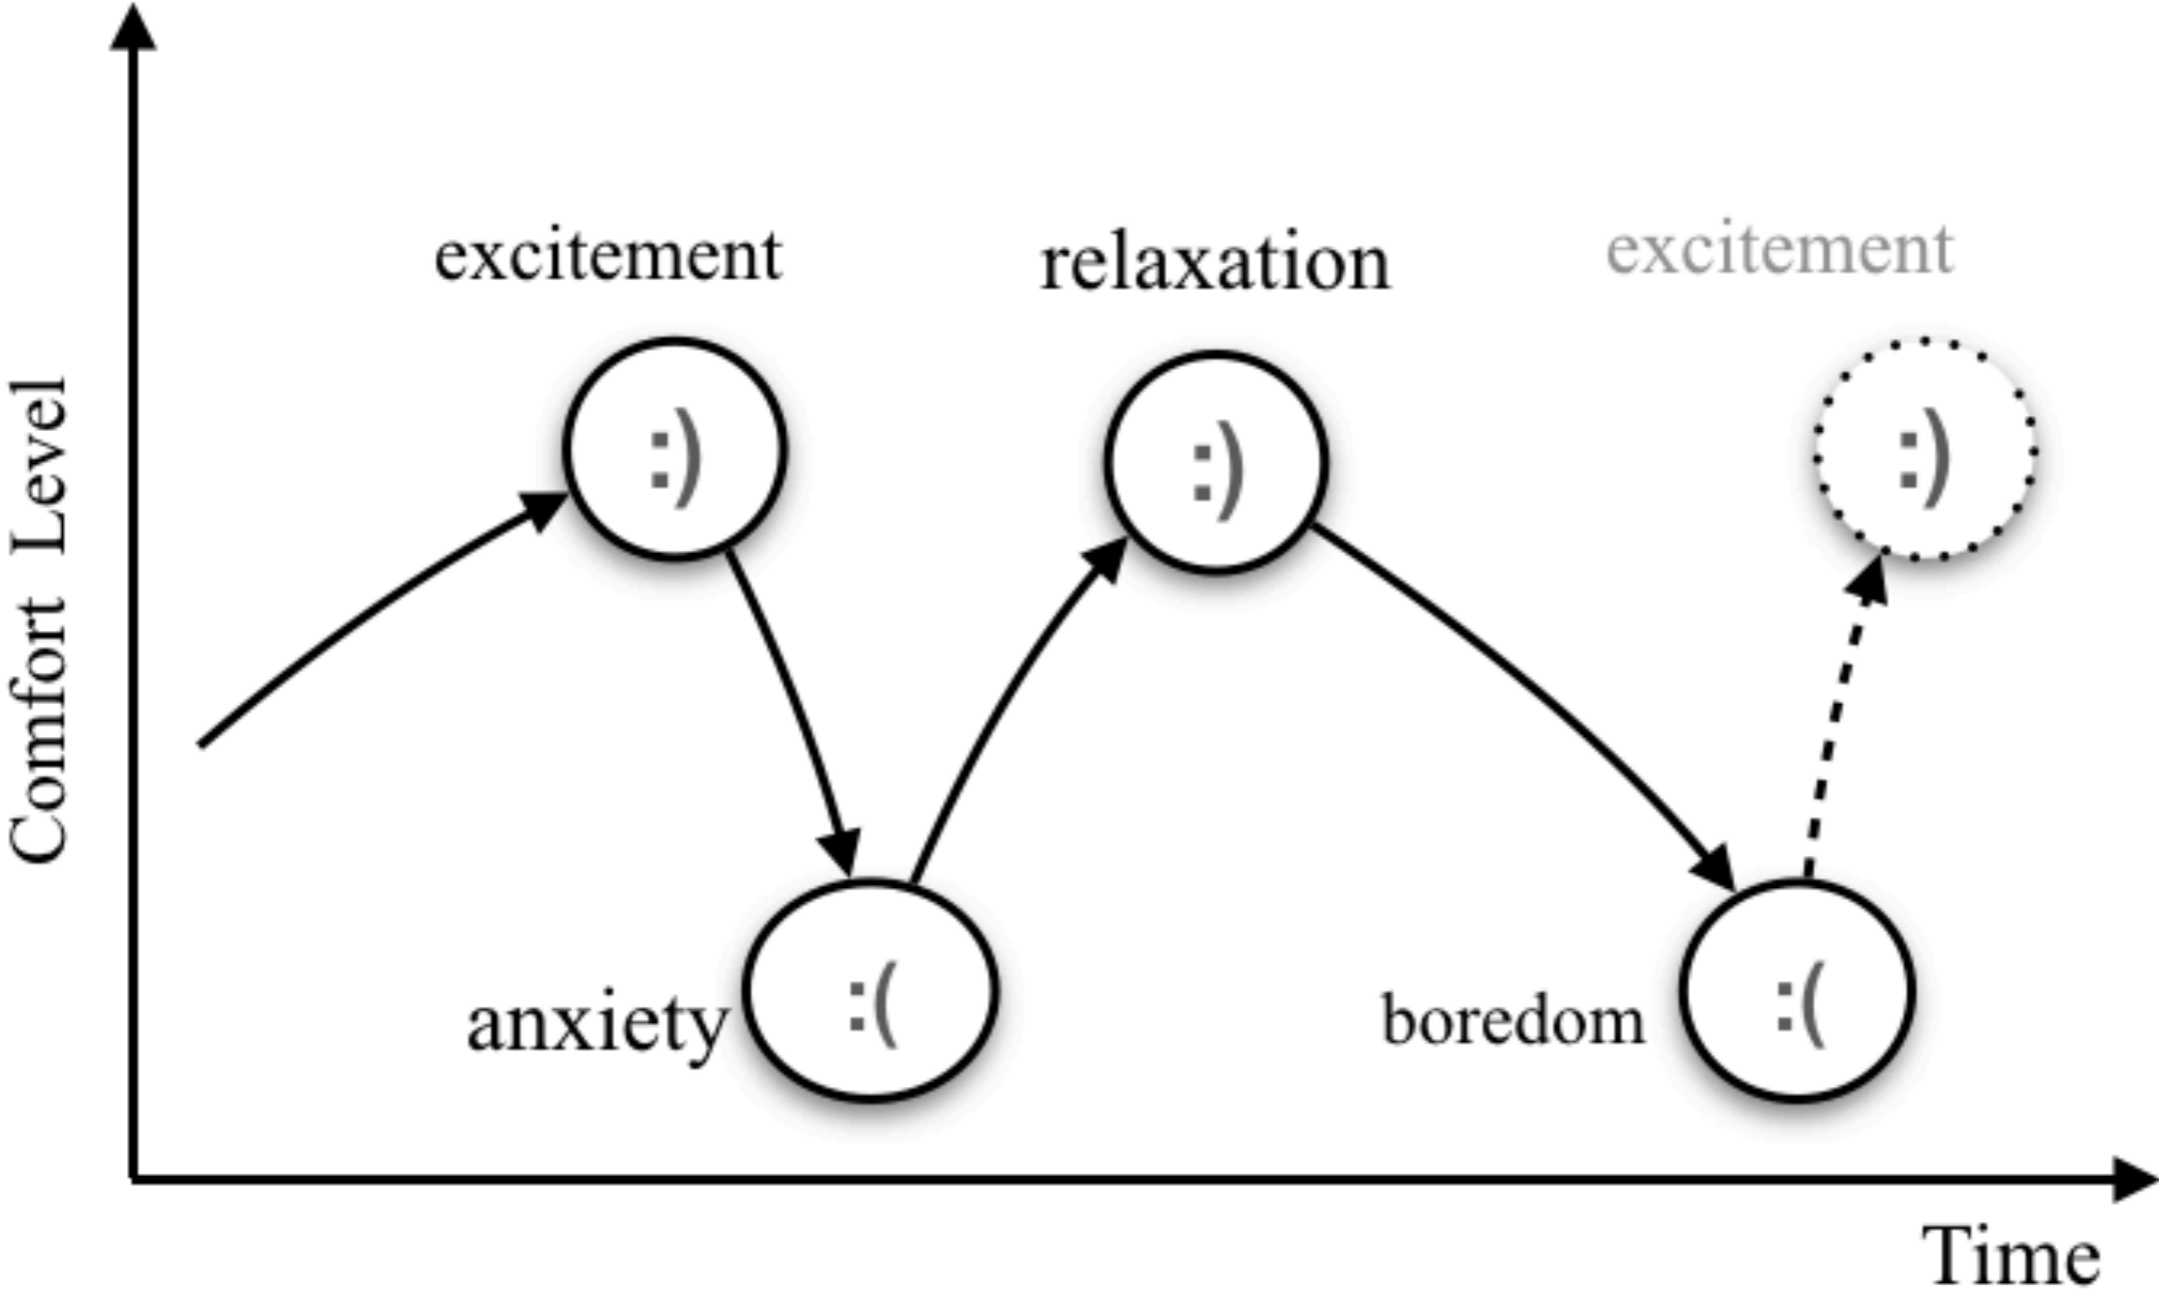 excitement
relaxation
excitement
:)
:)
:)
Comfort Level
anxiety
:(
boredom
:(
Time